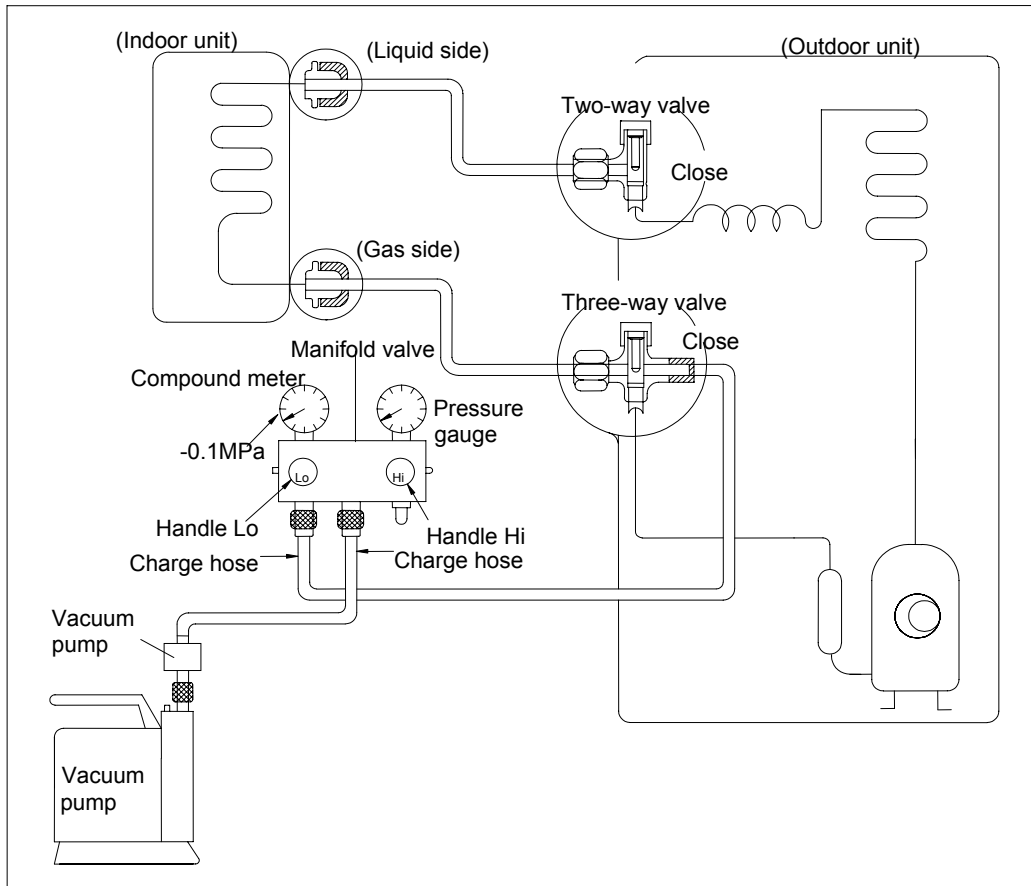 (Indoor unit)
(Liquid side)
(Outdoor unit)
Two-way valve
Close
(Gas side)
Three-way valve
Close
Manifold valve
Compound meter
Pressure
gauge
-0.1MPa
Lo
Hi
Handle Lo
Handle Hi
Charge hose
Charge hose
Vacuum
pump
Vacuum
pump